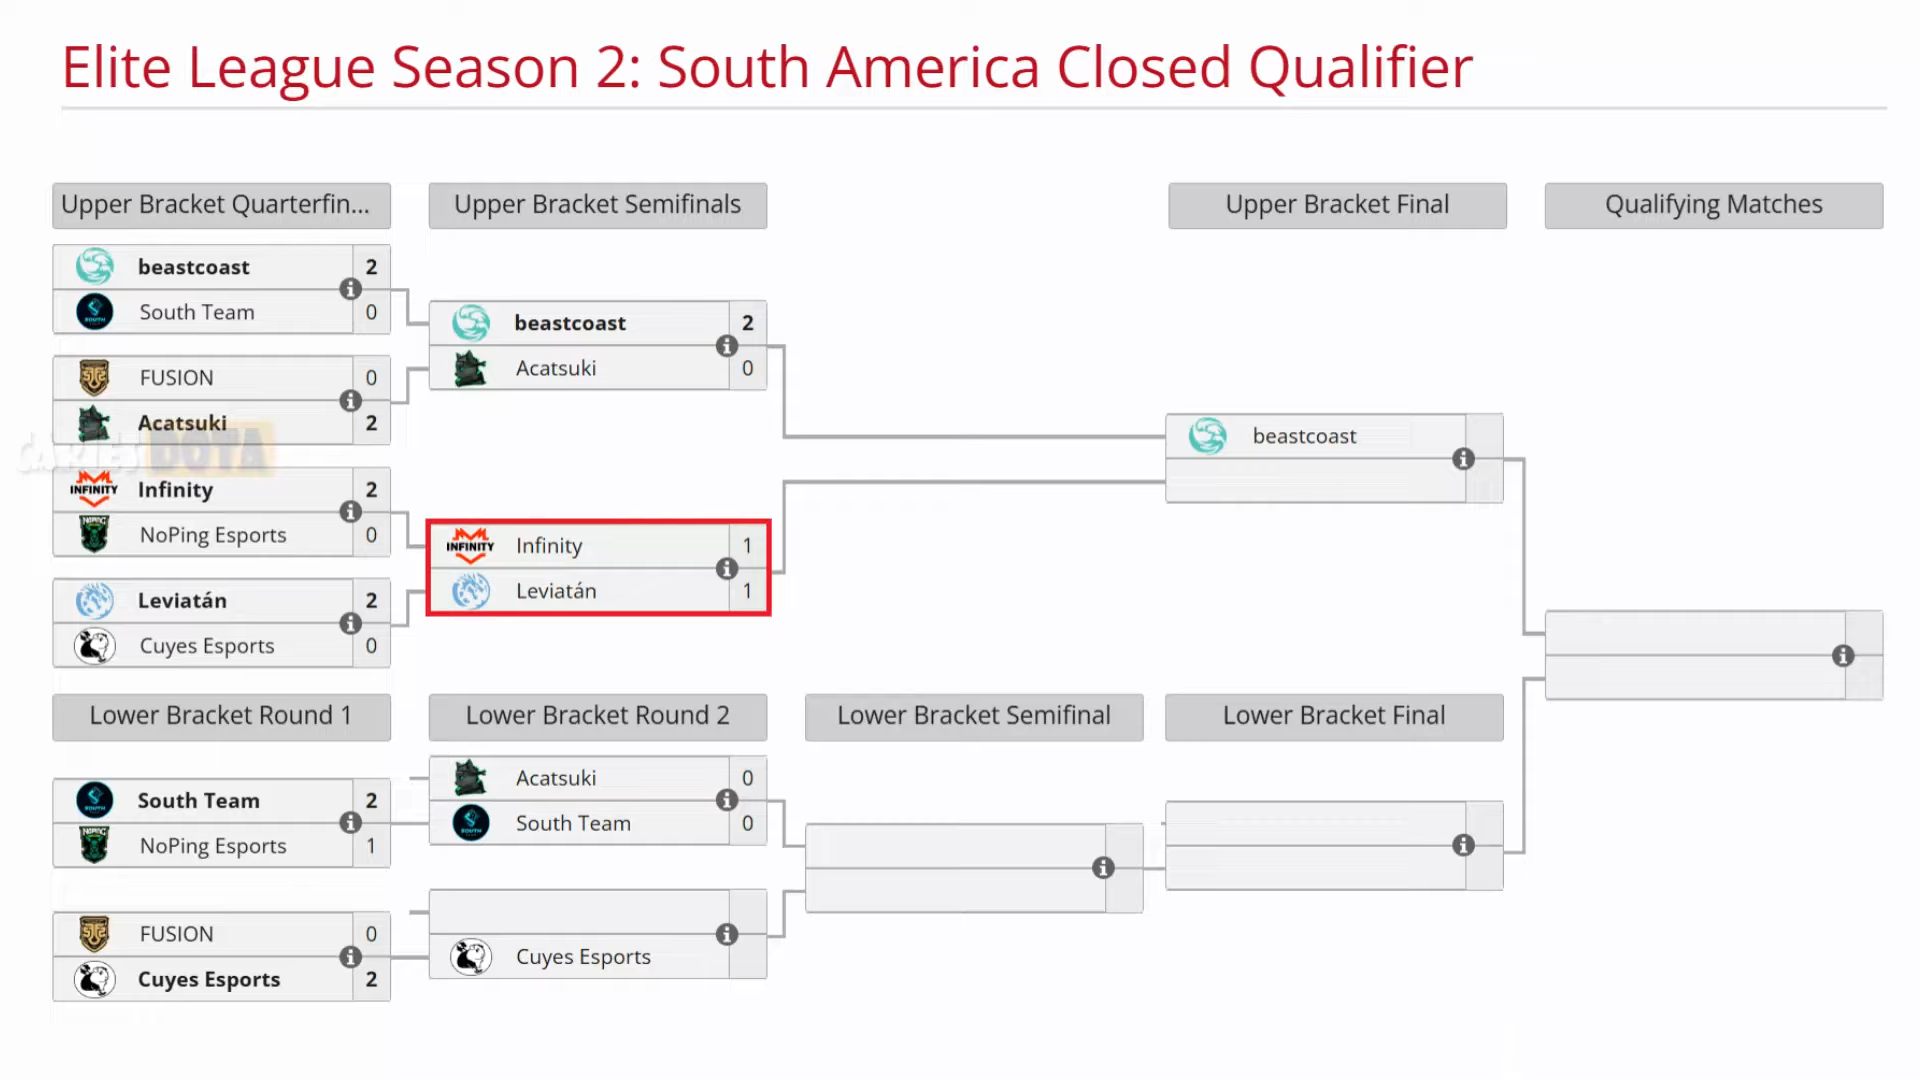 Elite League Season 2: South America Closed Qualifier
Upper Bracket Quarterfin...
Upper Bracket Semifinals
Upper Bracket Final
Qualifying Matches
beastcoast 2
South Team 0
FUSION 0
Acatsuki 2
CARIES DOTA
INFINITY Infinity 2
NoPing Esports 0
Leviatán 2
Cuyes Esports 0
beastcoast 2
Acatsuki 0
INFINITY Infinity 1
Leviatán 1
beastcoast
Lower Bracket Round 1
Lower Bracket Round 2
Lower Bracket Semifinal
Lower Bracket Final
South Team 2
NoPing Esports 1
FUSION 0
Cuyes Esports 2
Acatsuki 0
South Team 0
Cuyes Esports